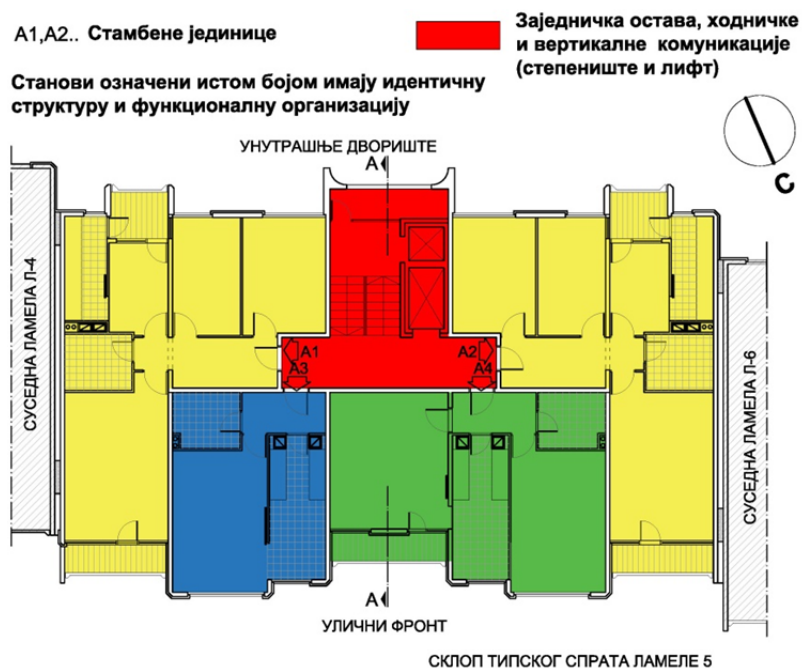 А1,А2.. Стамбене јединице
Заједничка остава, ходничке
и вертикалне комуникације
(степениште и лифт)
Станови означени истом бојом имају идентичну
структуру и функционалну организацију
УНУТРАШЊЕ ДВОРИШТЕ
А
С
СУСЕДНА ЛАМЕЛА Л-4
А1
А2
А3
А4
СУСЕДНА ЛАМЕЛА Л-6
А
УЛИЧНИ ФРОНТ
СКЛОП ТИПСКОГ СПРАТА ЛАМЕЛЕ 5